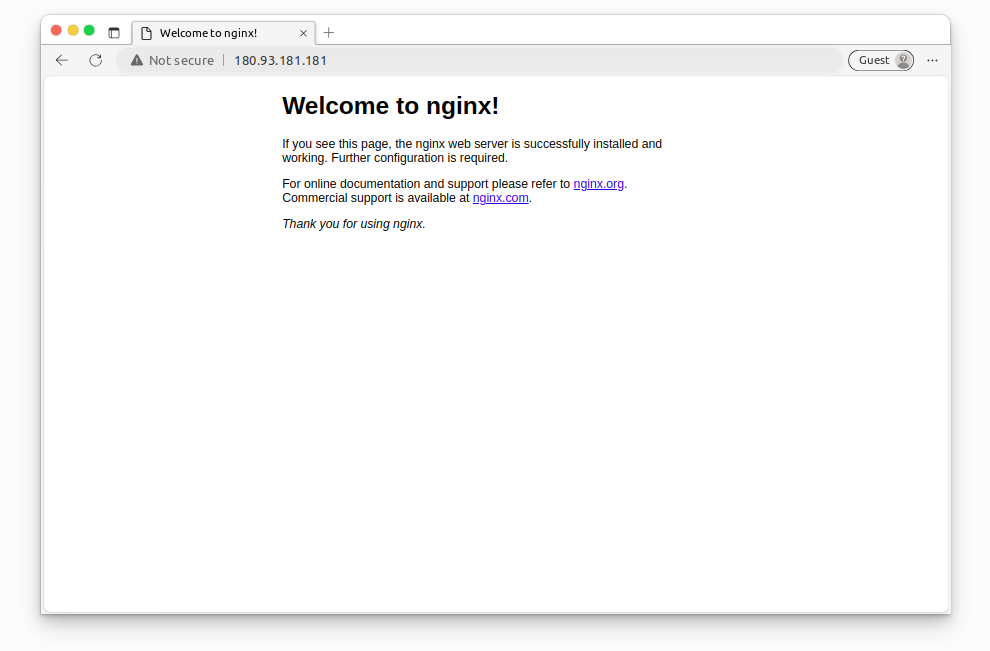 Welcome to nginx!
Not secure | 180.93.181.181
Guest
Welcome to nginx!
If you see this page, the nginx web server is successfully installed and
working. Further configuration is required.
For online documentation and support please refer to nginx.org.
Commercial support is available at nginx.com.
Thank you for using nginx.